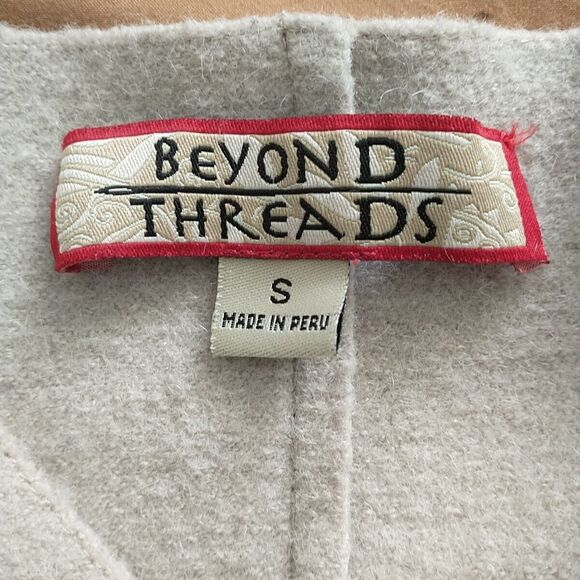 BEYOND
THREADS
S
MADE IN PERU